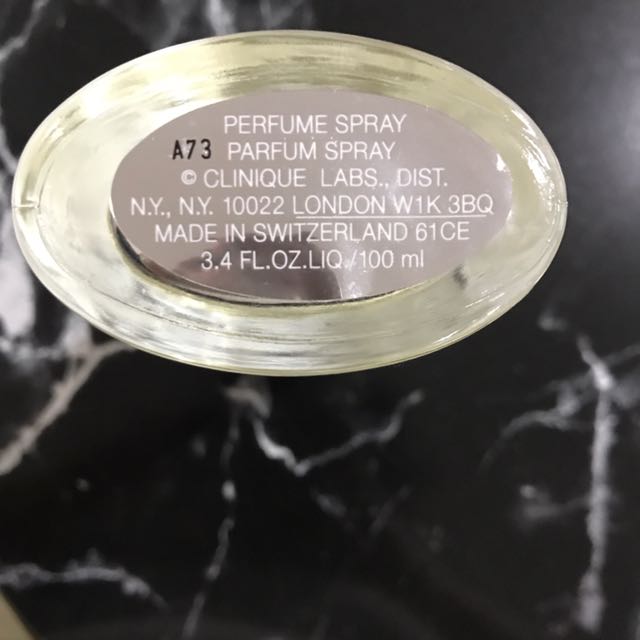 PERFUME SPRAY
A73 PARFUM SPRAY
© CLINIQUE LABS., DIST.
N.Y., N.Y. 10022 LONDON W1K 3BQ
MADE IN SWITZERLAND 61CE
3.4 FL.OZ.LIQ./100 ml